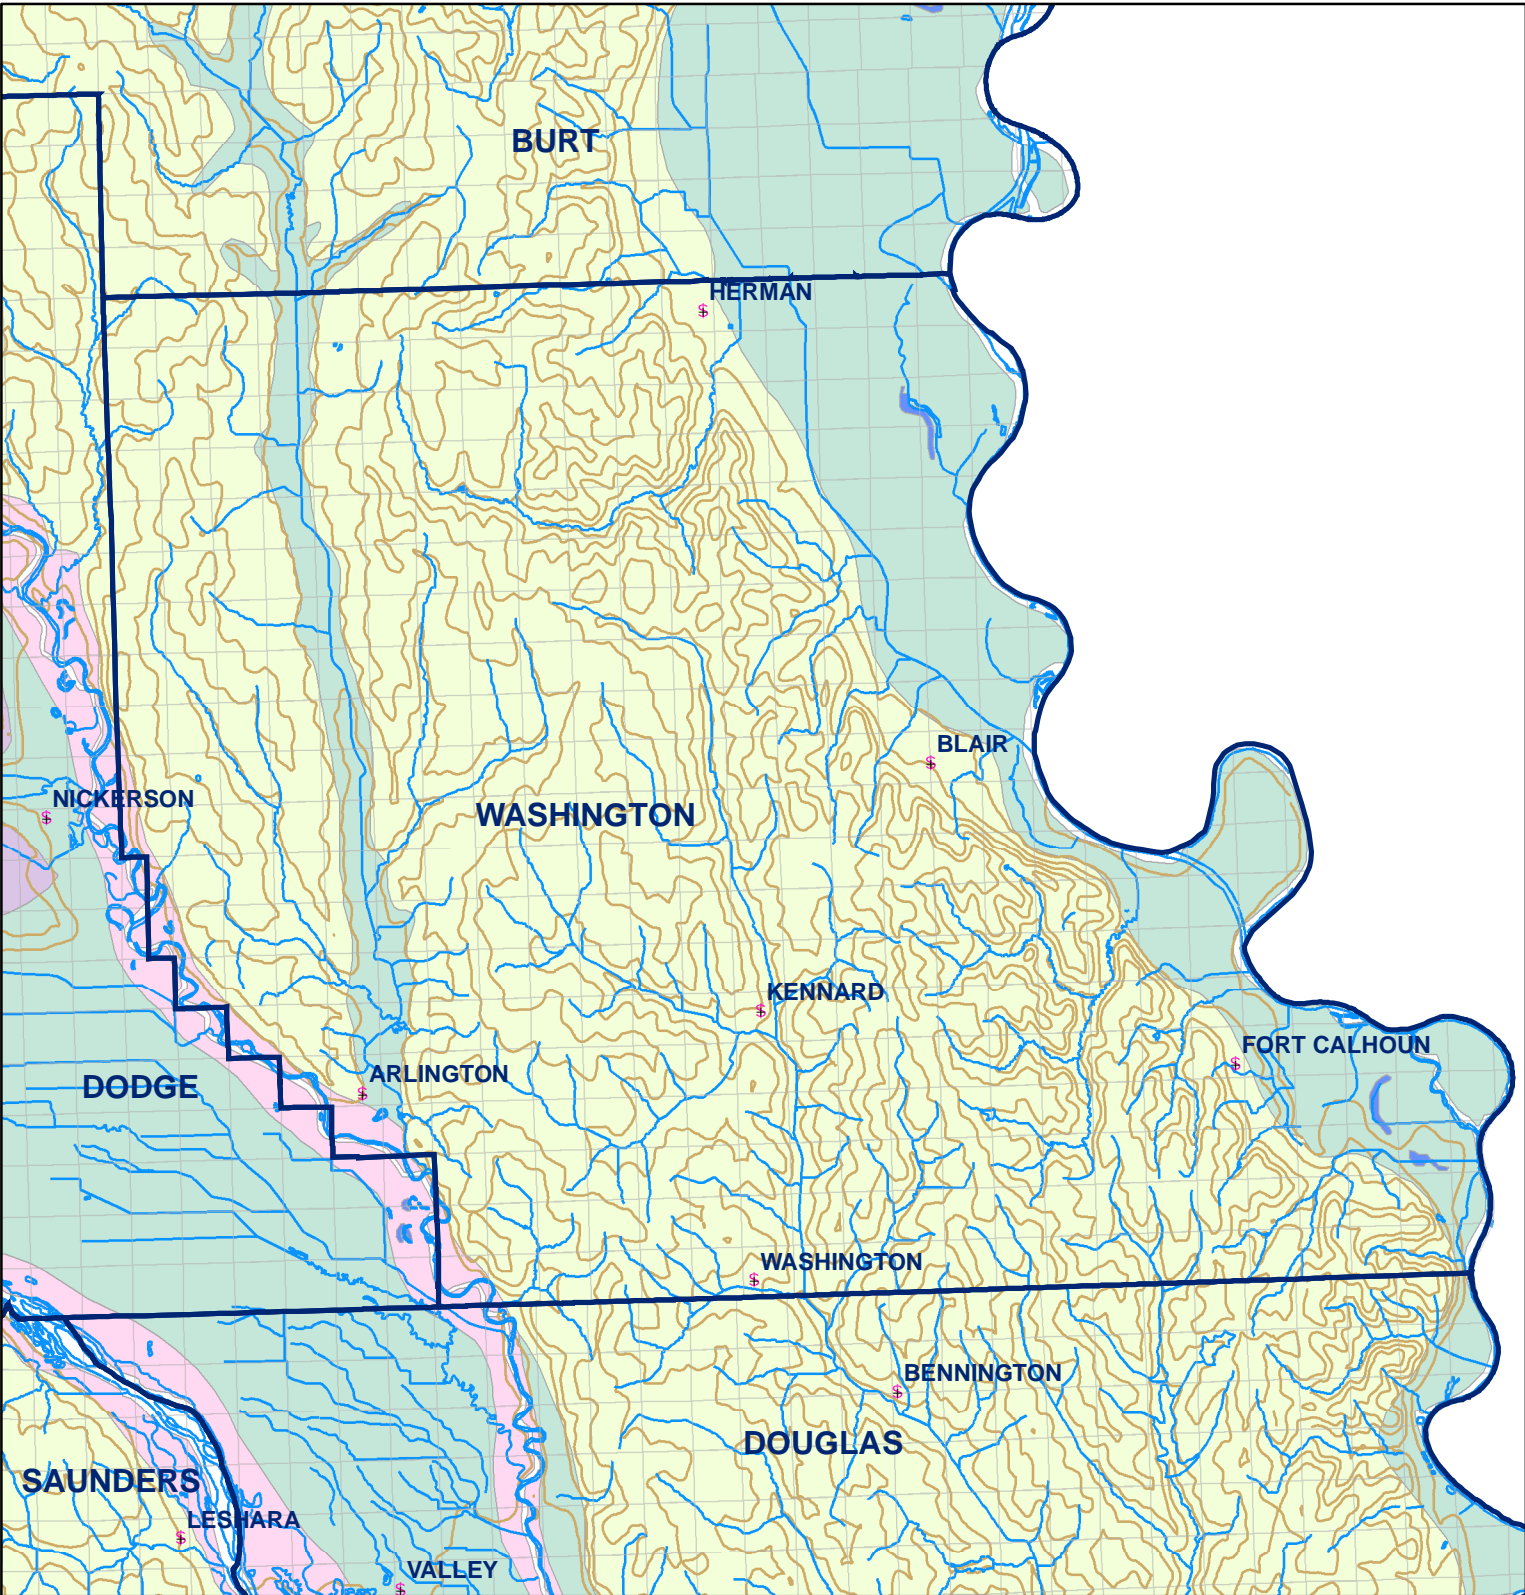 BURT
HERMAN
BLAIR
NICKERSON
WASHINGTON
KENNARD
FORT CALHOUN
ARLINGTON
DODGE
WASHINGTON
BENNINGTON
DOUGLAS
SAUNDERS
LESHARA
VALLEY